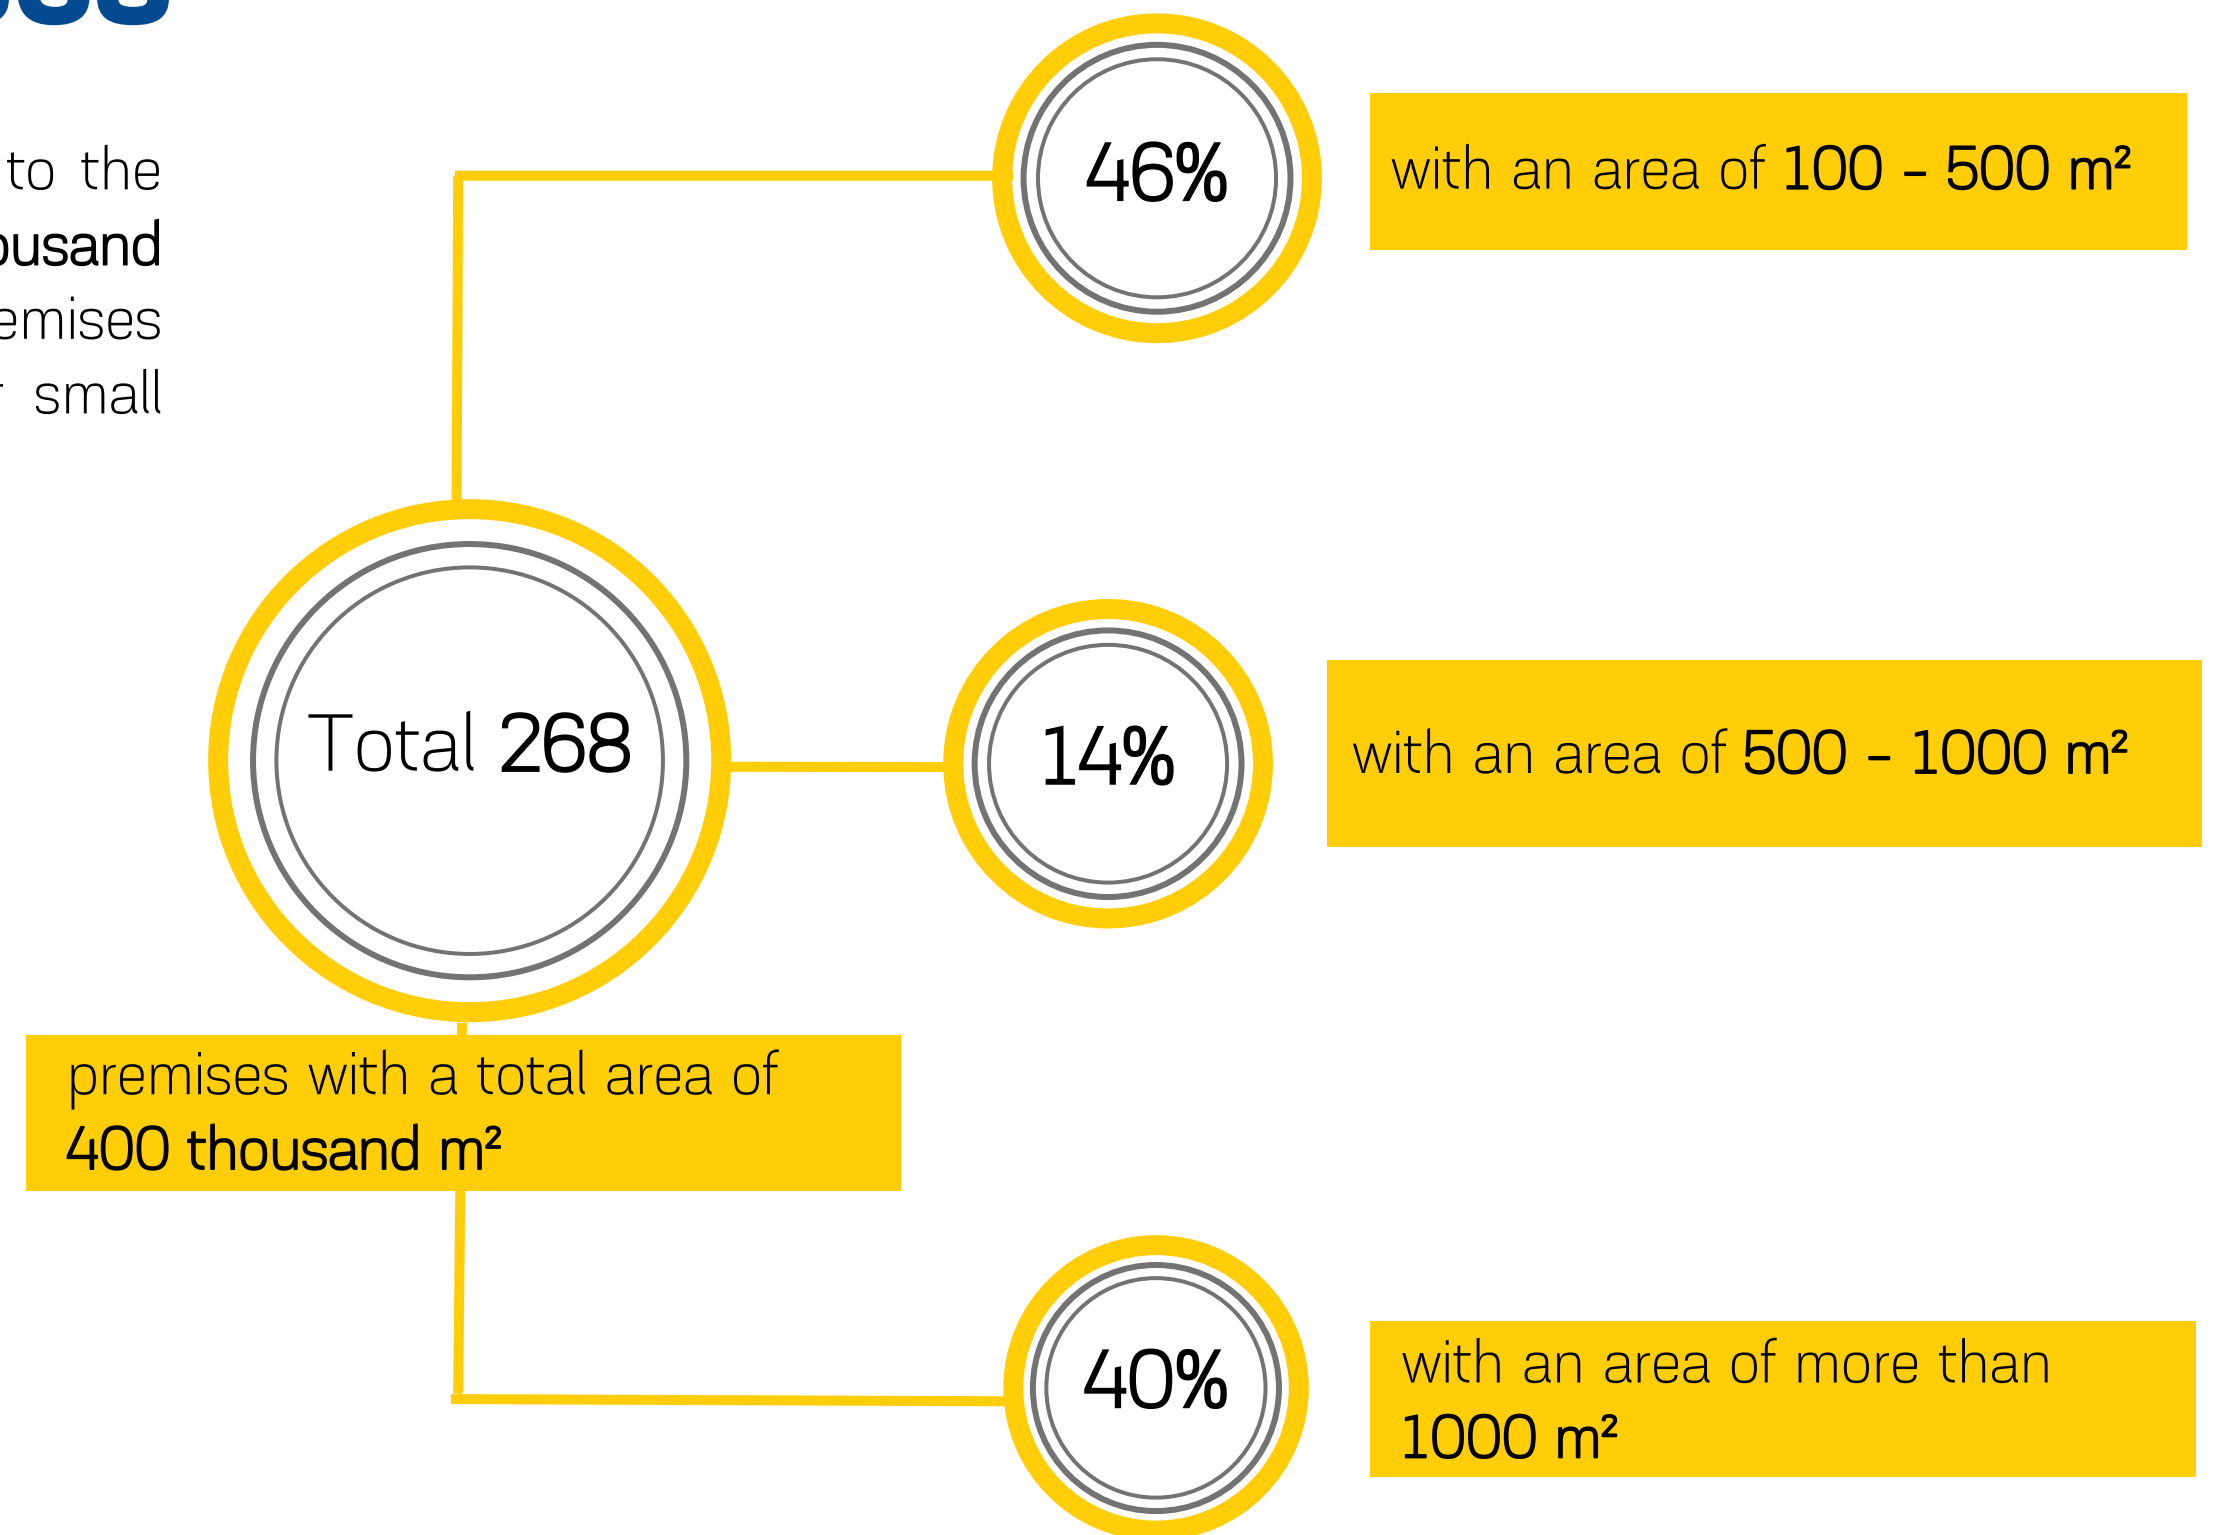 to the
small
46%
with an area of 100 – 500 m²
Total 268
14%
with an area of 500 – 1000 m²
premises with a total area of
400 thousand m²
40%
with an area of more than
1000 m²